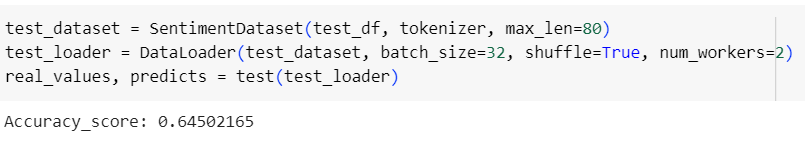 test_dataset = SentimentDataset(test_df, tokenizer, max_len=80)
test_loader = DataLoader(test_dataset, batch_size=32, shuffle=True, num_workers=2)
real_values, predicts = test(test_loader)
Accuracy_score: 0.64502165